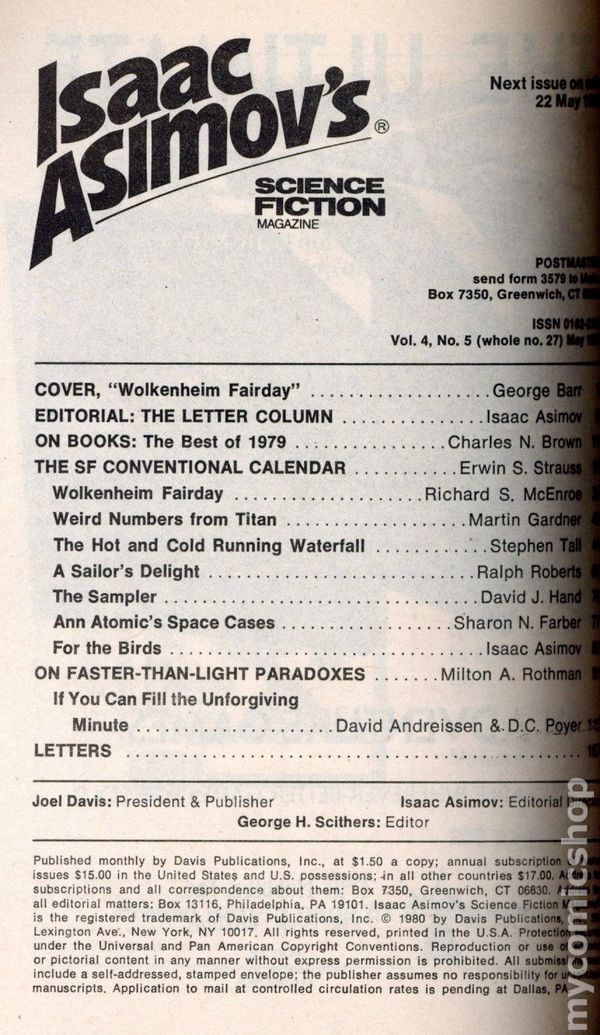 Isaac
Asimov's®
SCIENCE
FICTION
MAGAZINE
Next issue on
22 May
POSTMASTER
send form 3579 to
Box 7350, Greenwich, CT
ISSN
Vol. 4, No. 5 (whole no. 27) May
COVER, "Wolkenheim Fairday" ....................George Barr
EDITORIAL: THE LETTER COLUMN ................Isaac Asimov
ON BOOKS: The Best of 1979 ................Charles N. Brown
THE SF CONVENTIONAL CALENDAR ...........Erwin S. Strauss
Wolkenheim Fairday ....................Richard S. McEnroe
Weird Numbers from Titan ...................Martin Gardner
The Hot and Cold Running Waterfall ............Stephen Tall
A Sailor's Delight ............................Ralph Roberts
The Sampler .................................David J. Hand
Ann Atomic's Space Cases ..................Sharon N. Farber
For the Birds ................................Isaac Asimov
ON FASTER-THAN-LIGHT PARADOXES .......Milton A. Rothman
If You Can Fill the Unforgiving
Minute .....................David Andreissen & D.C. Poyer
LETTERS ...............................................
Joel Davis: President & Publisher Isaac Asimov: Editorial
George H. Scithers: Editor
Published monthly by Davis Publications, Inc., at $1.50 a copy; annual subscription
issues $15.00 in the United States and U.S. possessions; in all other countries $17.00.
subscriptions and all correspondence about them: Box 7350, Greenwich, CT 06830.
all editorial matters: Box 13116, Philadelphia, PA 19101. Isaac Asimov's Science Fiction
is the registered trademark of Davis Publications, Inc. © 1980 by Davis Publications,
Lexington Ave., New York, NY 10017. All rights reserved, printed in the U.S.A. Protection
under the Universal and Pan American Copyright Conventions. Reproduction or use of
or pictorial content in any manner without express permission is prohibited. All
include a self-addressed, stamped envelope; the publisher assumes no responsibility for
manuscripts. Application to mail at controlled circulation rates is pending at Dallas, PA
mycomicshop